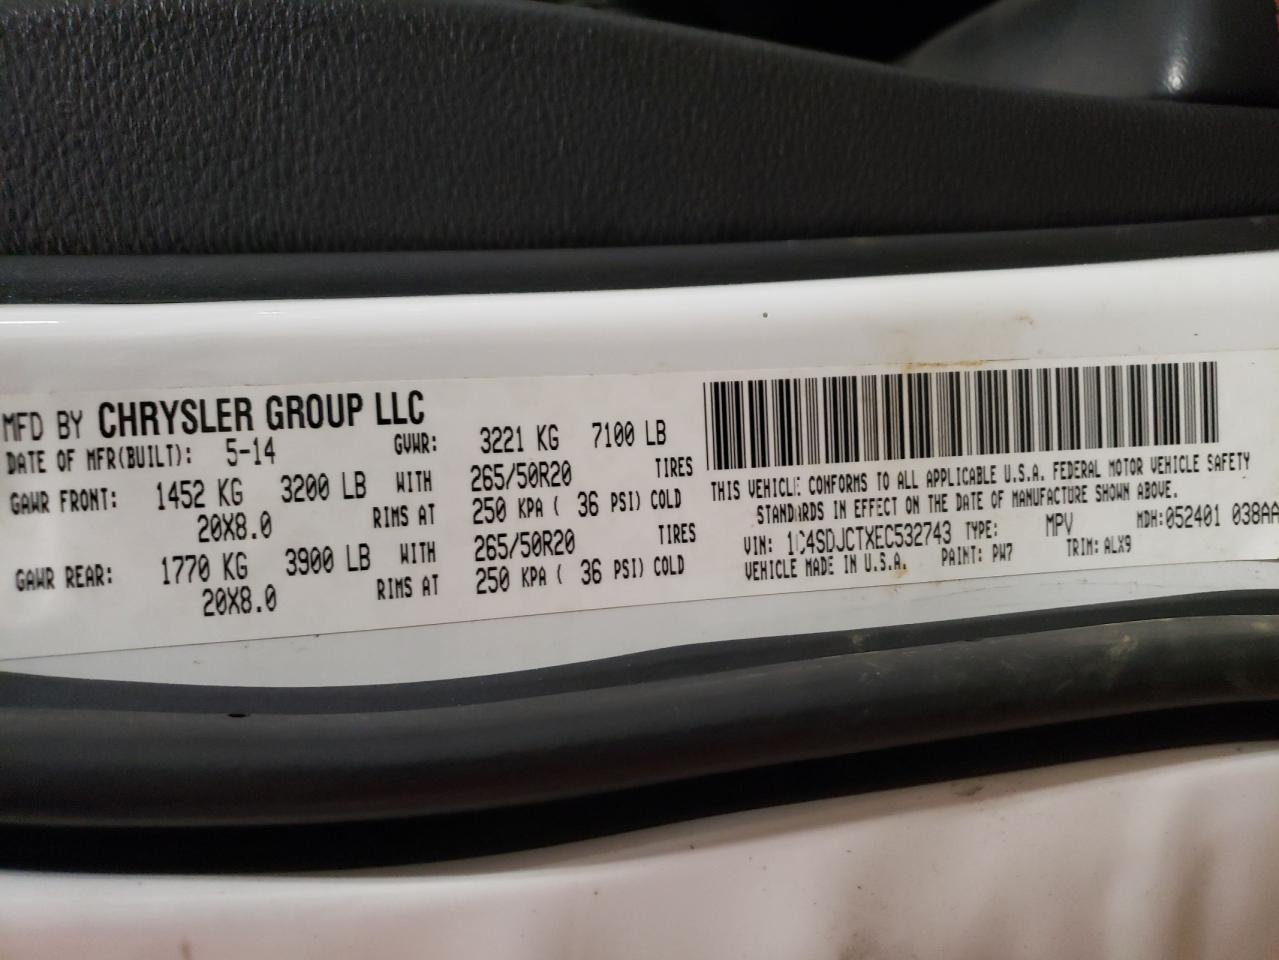 MFD BY CHRYSLER GROUP LLC
DATE OF MFR(BUILT): 5-14 GVWR: 3221 KG 7100 LB
GAWR FRONT: 1452 KG 3200 LB WITH 265/50R20 TIRES
20X8.0 RIMS AT 250 KPA ( 36 PSI) COLD
GAWR REAR: 1770 KG 3900 LB WITH 265/50R20 TIRES
20X8.0 RIMS AT 250 KPA ( 36 PSI) COLD
THIS VEHICLE CONFORMS TO ALL APPLICABLE U.S.A. FEDERAL MOTOR VEHICLE SAFETY
STANDARDS IN EFFECT ON THE DATE OF MANUFACTURE SHOWN ABOVE.
VIN: 1C4SDJCTXEC532743 TYPE: MPV MDH:052401 038AA
VEHICLE MADE IN U.S.A. PAINT: PW7 TRIM: ALX9